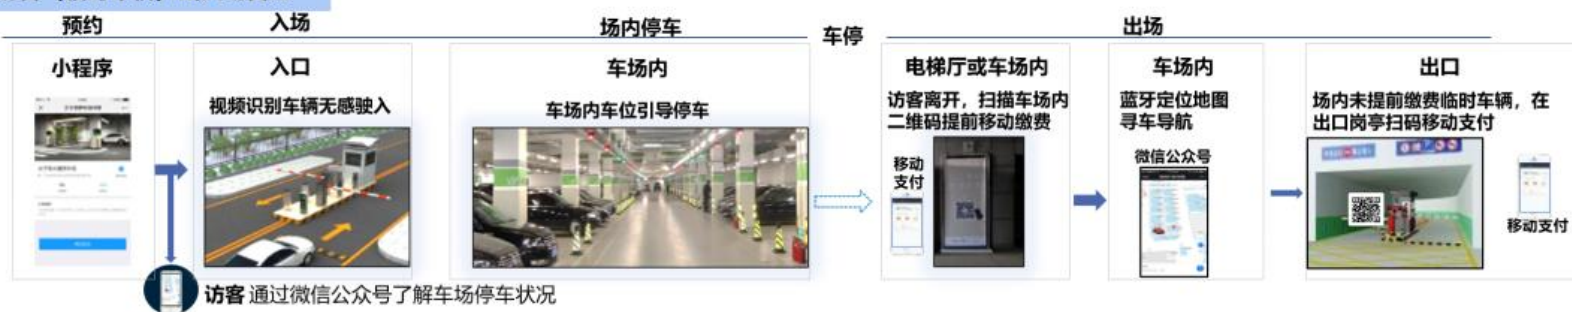 预约
入场
场内停车
车停
出场
小程序
入口
车场内
电梯厅或车场内
车场内
出口
视频识别车辆无感驶入
车场内车位引导停车
访客离开，扫描车场内
二维码提前移动缴费
蓝牙定位地图
寻车导航
场内未提前缴费临时车辆，在
出口岗亭扫码移动支付
移动
支付
微信公众号
移动支付
访客 通过微信公众号了解车场停车状况